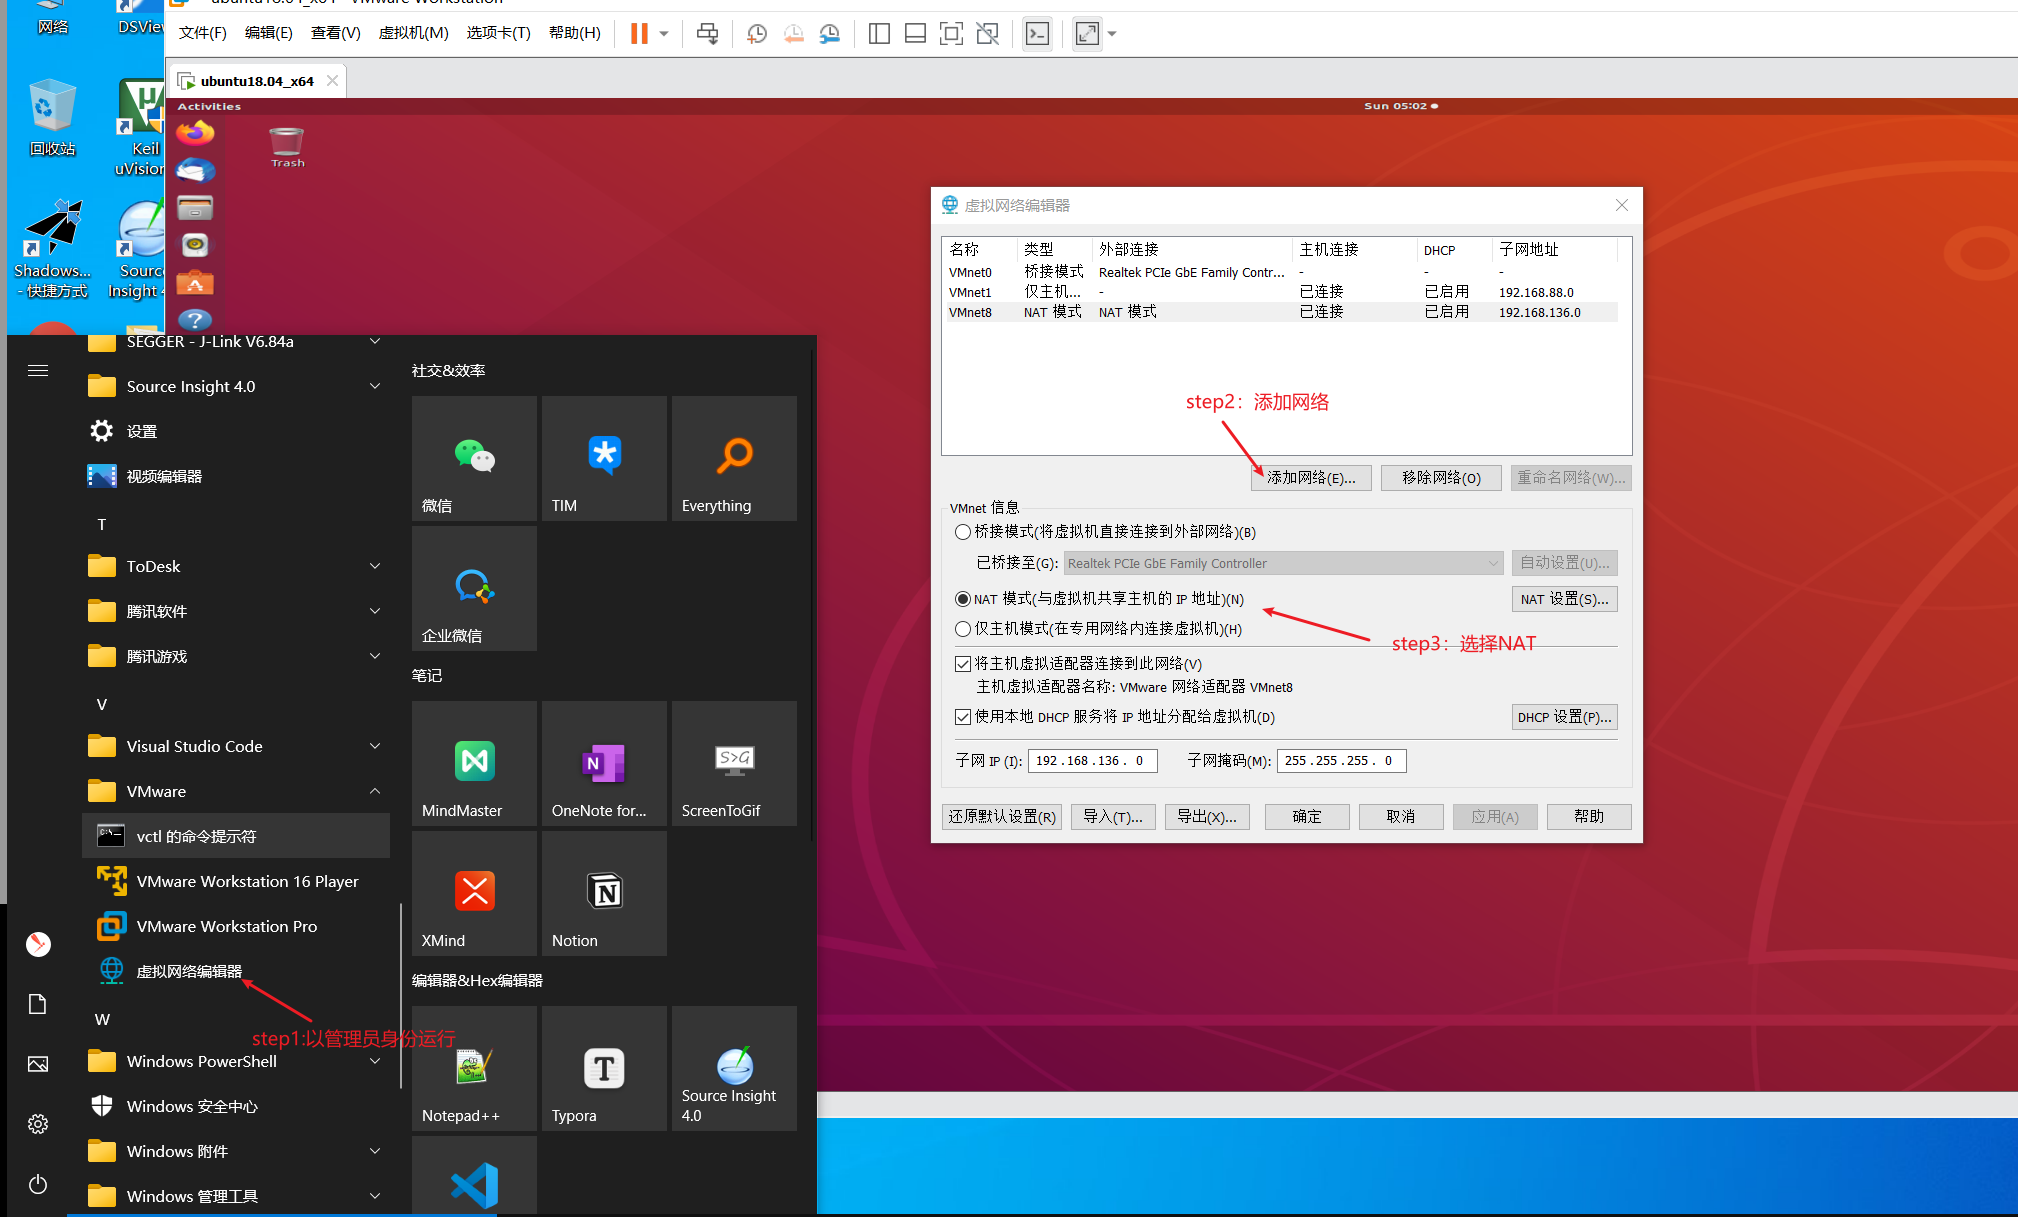 网络
DSView
ubuntu18.04_x64 - VMware Workstation
文件(F) 编辑(E) 查看(V) 虚拟机(M) 选项卡(T) 帮助(H)
ubuntu18.04_x64
Activities
Sun 05:02
回收站
Keil
uVision
Trash
Shadows...
- 快捷方式
Source
Insight 4
虚拟网络编辑器
名称 类型 外部连接 主机连接 DHCP 子网地址
VMnet0 桥接模式 Realtek PCIe GbE Family Contr... - - -
VMnet1 仅主机... - 已连接 已启用 192.168.88.0
VMnet8 NAT 模式 NAT 模式 已连接 已启用 192.168.136.0
step2：添加网络
添加网络(E)... 移除网络(O) 重命名网络(W)...
VMnet 信息
桥接模式(将虚拟机直接连接到外部网络)(B)
已桥接至(G): Realtek PCIe GbE Family Controller 自动设置(U)...
NAT 模式(与虚拟机共享主机的 IP 地址)(N) NAT 设置(S)...
仅主机模式(在专用网络内连接虚拟机)(H)
step3：选择NAT
将主机虚拟适配器连接到此网络(V)
主机虚拟适配器名称: VMware 网络适配器 VMnet8
使用本地 DHCP 服务将 IP 地址分配给虚拟机(D) DHCP 设置(P)...
子网 IP (I): 192.168.136. 0 子网掩码(M): 255.255.255. 0
还原默认设置(R) 导入(T)... 导出(X)... 确定 取消 应用(A) 帮助
SEGGER - J-Link V6.84a
Source Insight 4.0
设置
视频编辑器
T
ToDesk
腾讯软件
腾讯游戏
V
Visual Studio Code
VMware
vctl 的命令提示符
VMware Workstation 16 Player
VMware Workstation Pro
虚拟网络编辑器
W
step1:以管理员身份运行
Windows PowerShell
Windows 安全中心
Windows 附件
Windows 管理工具
社交&效率
微信 TIM Everything
企业微信
笔记
MindMaster OneNote for... ScreenToGif
XMind Notion
编辑器&Hex编辑器
Notepad++ Typora Source Insight
4.0